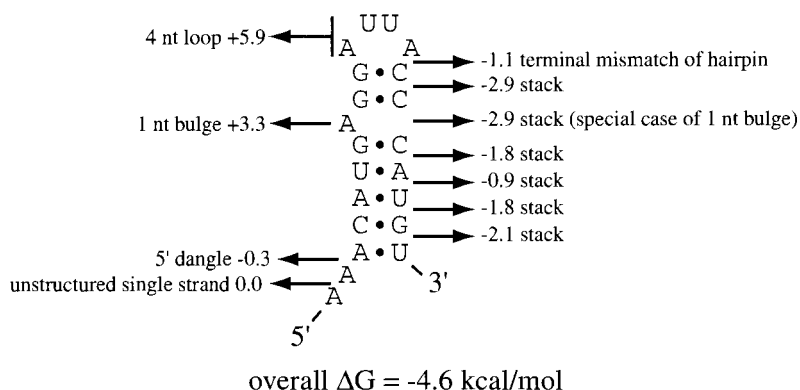 UU
4 nt loop +5.9
A A
-1.1 terminal mismatch of hairpin
G • C
-2.9 stack
G • C
1 nt bulge +3.3
A
-2.9 stack (special case of 1 nt bulge)
G • C
-1.8 stack
U • A
-0.9 stack
A • U
-1.8 stack
C • G
-2.1 stack
5' dangle -0.3
A • U
A
3'
unstructured single strand 0.0
A
5'
overall ΔG = -4.6 kcal/mol